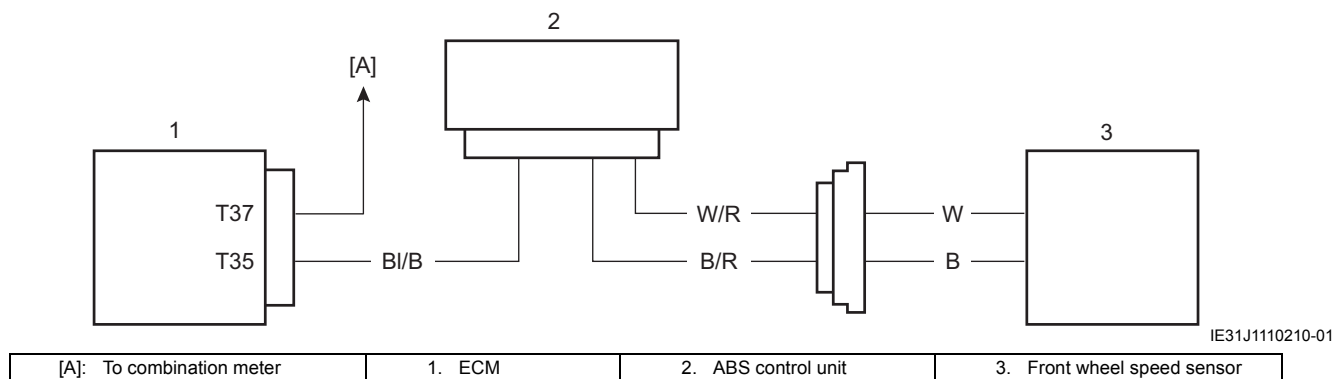 2
[A]
1
3
T37
W/R
W
T35
Bl/B
B/R
B
IE31J1110210-01
[A]: To combination meter
1. ECM
2. ABS control unit
3. Front wheel speed sensor